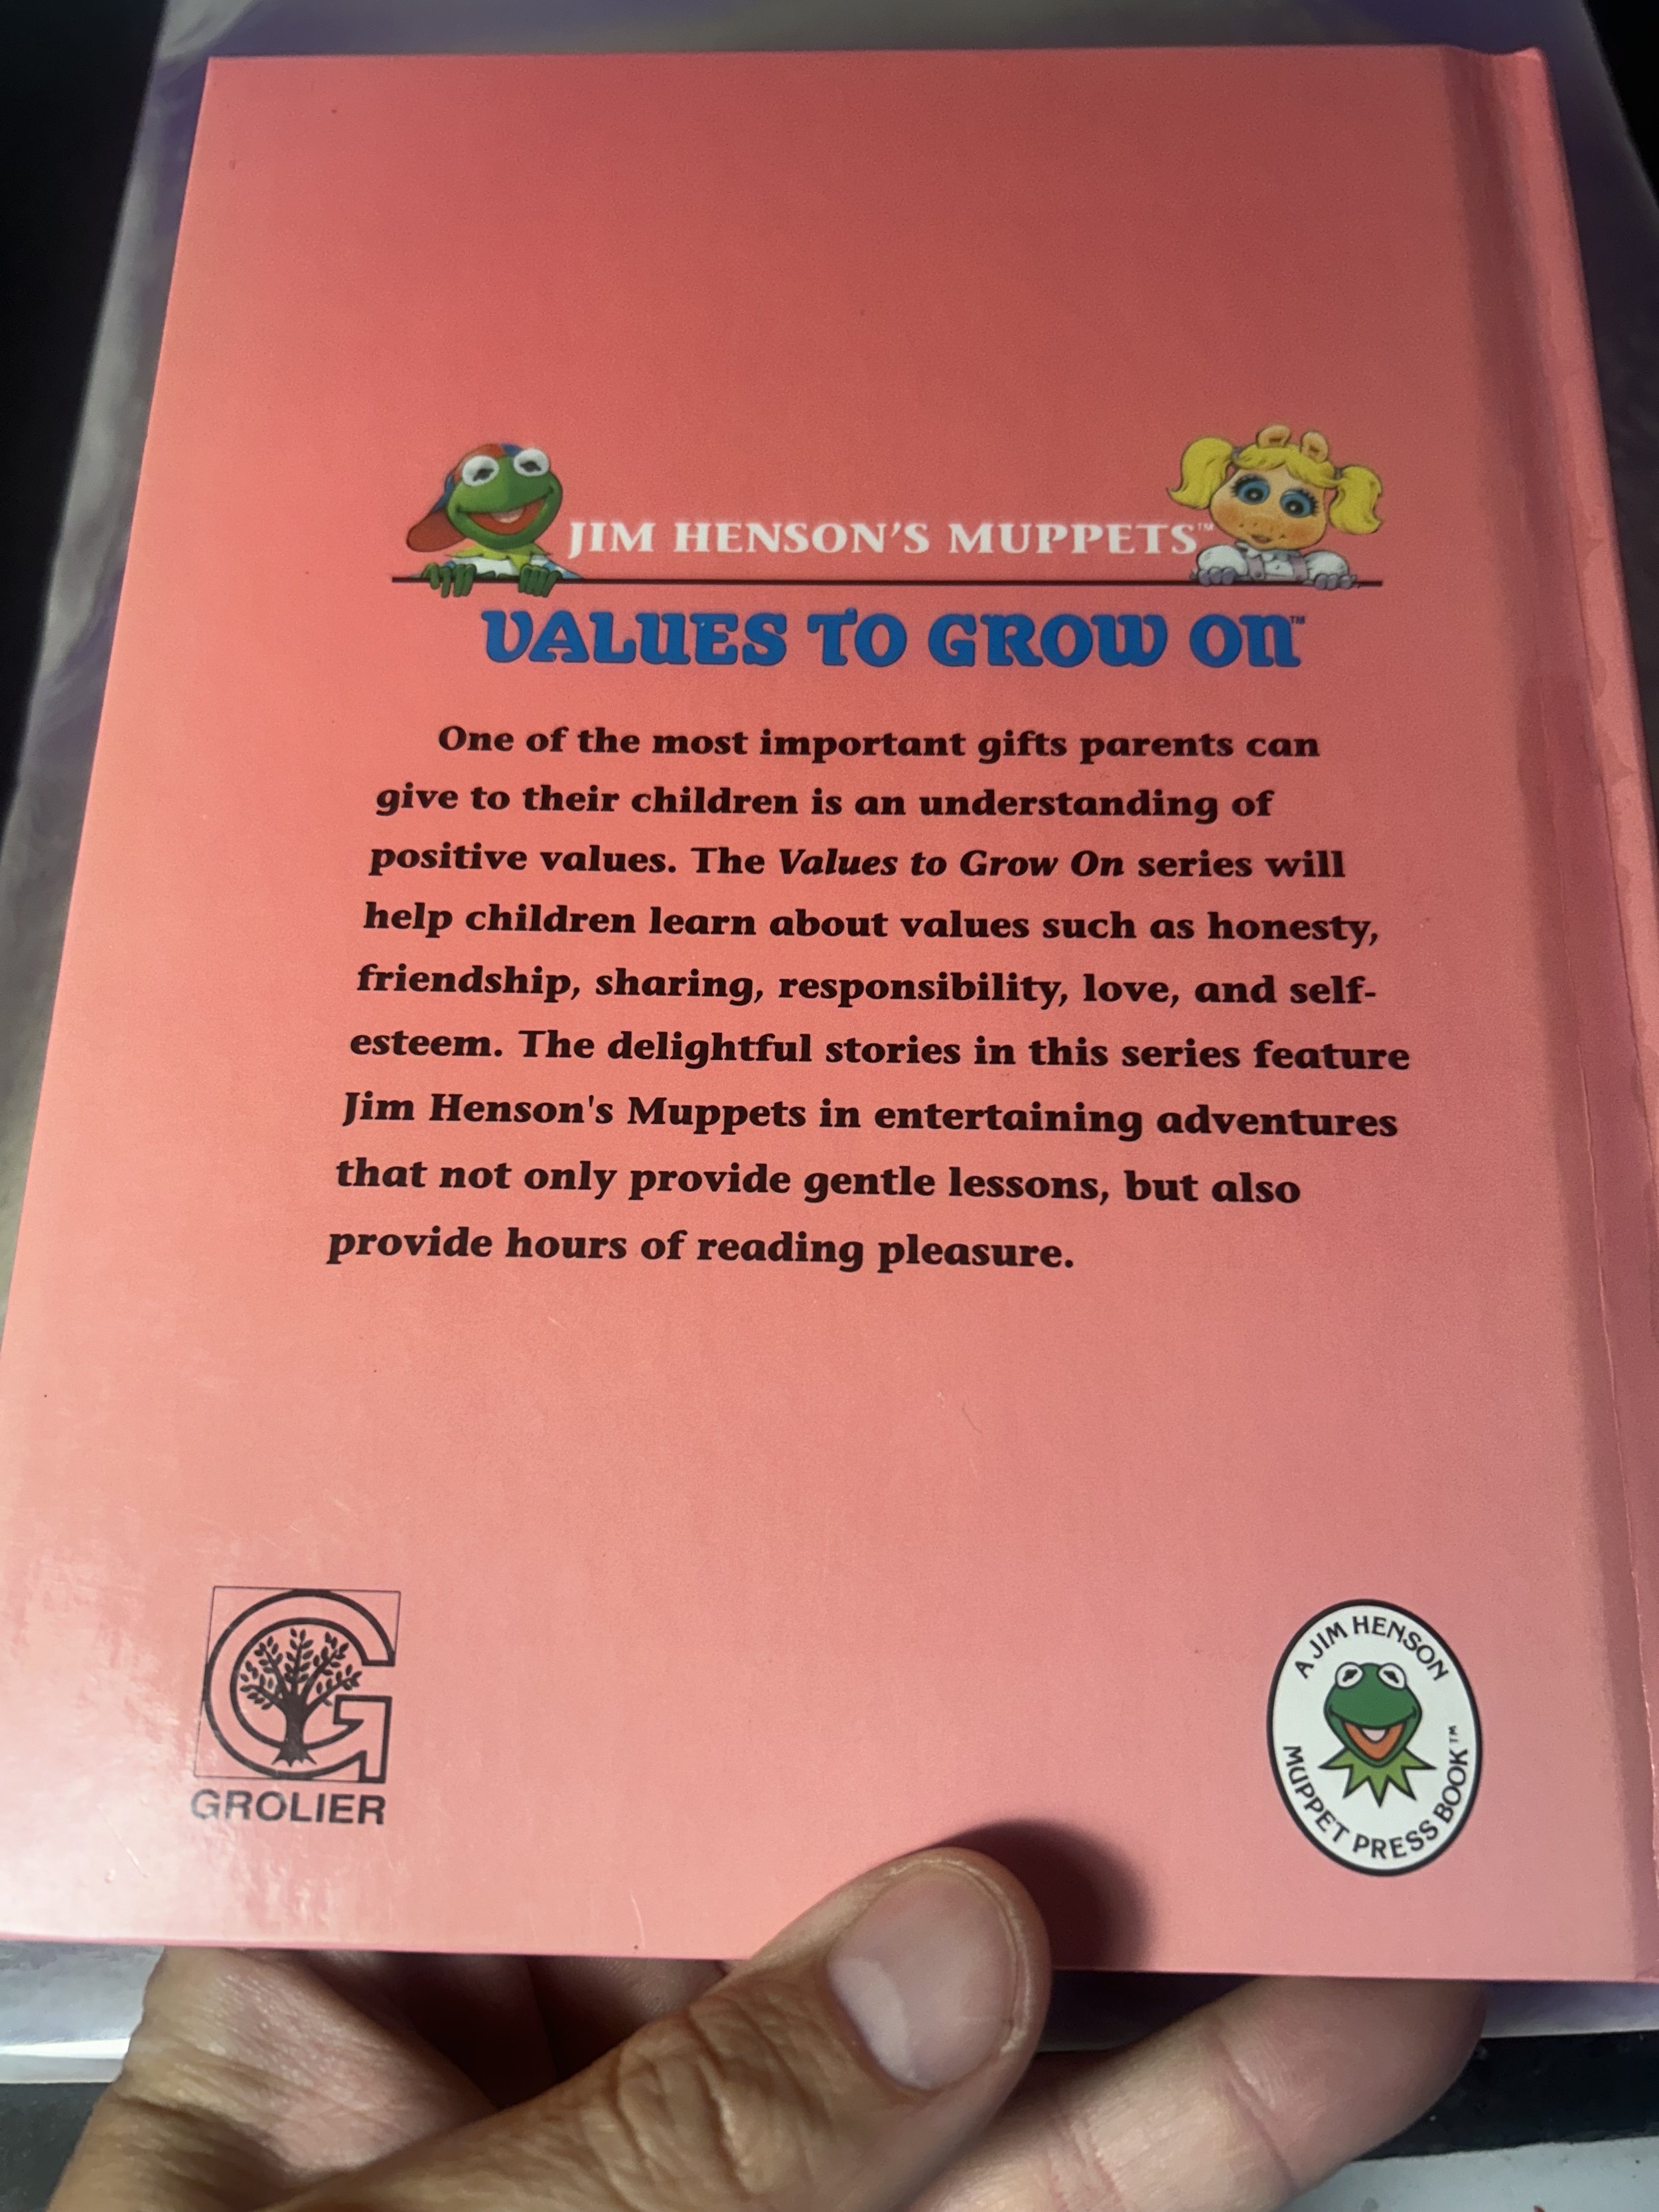 JIM HENSON'S MUPPETS™
VALUES TO GROW ON™
One of the most important gifts parents can
give to their children is an understanding of
positive values. The Values to Grow On series will
help children learn about values such as honesty,
friendship, sharing, responsibility, love, and self-
esteem. The delightful stories in this series feature
Jim Henson's Muppets in entertaining adventures
that not only provide gentle lessons, but also
provide hours of reading pleasure.
G
GROLIER
A JIM HENSON
MUPPET PRESS BOOK™